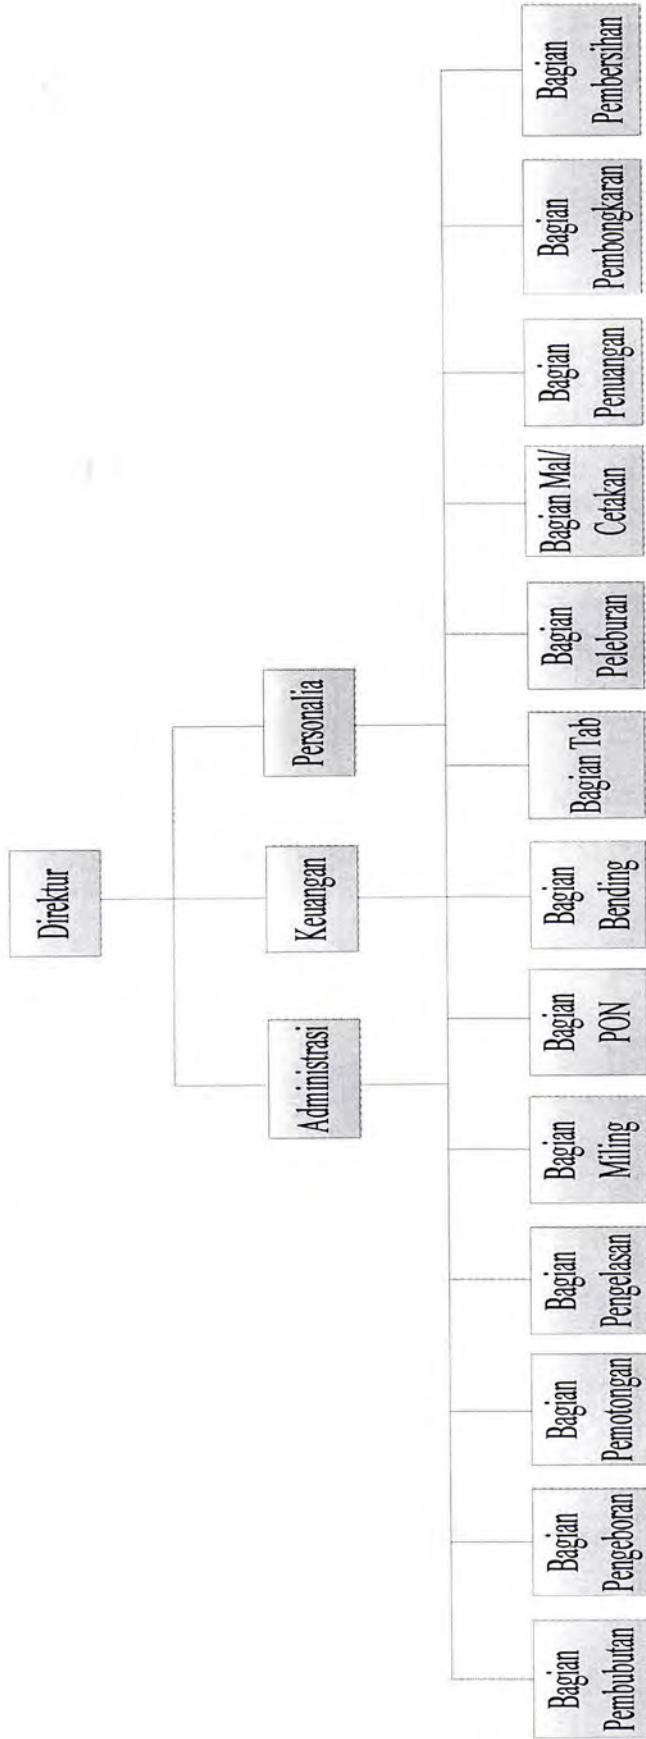 Direktur
Administrasi
Keuangan
Personalia
Bagian
Pembubutan
Bagian
Pengeboran
Bagian
Pemotongan
Bagian
Pengelasan
Bagian
Miling
Bagian
PON
Bagian
Bending
Bagian Tab
Bagian
Peleburan
Bagian Mal/
Cetakan
Bagian
Penuangan
Bagian
Pembongkaran
Bagian
Pembersihan